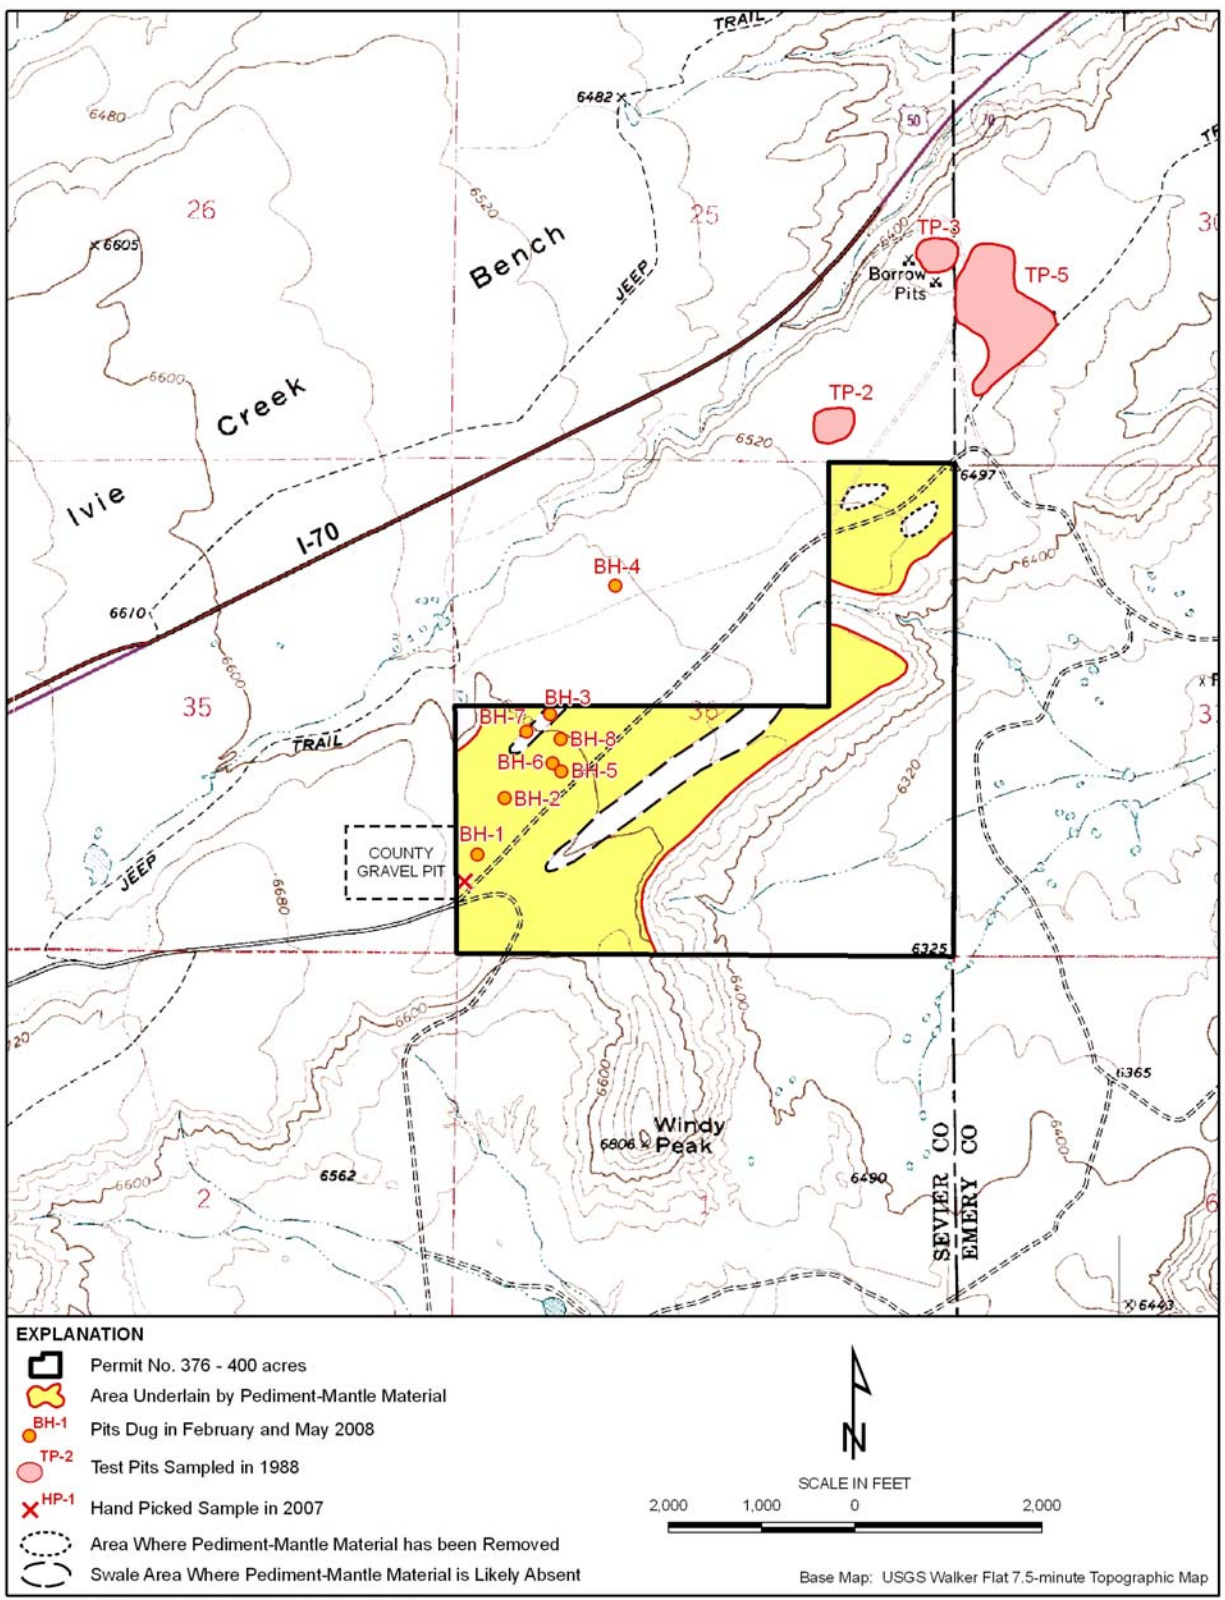 TRAIL
6482
6480
50
70
26
6520
25
6605
Bench
JEEP
6400
TP-3
Borrow
Pits
TP-5
6600
Creek
TP-2
6520
6497
Ivie
I-70
6400
BH-4
6610
6600
35
36
BH-3
BH-7
BH-8
TRAIL
BH-6
BH-5
BH-2
6320
BH-1
COUNTY
GRAVEL PIT
JEEP
6680
6325
6400
6600
6600
6365
Windy
Peak
6806
6400
SEVIER CO
EMERY CO
6562
6490
6600
2
1
6
6443
EXPLANATION
Permit No. 376 - 400 acres
Area Underlain by Pediment-Mantle Material
BH-1
Pits Dug in February and May 2008
TP-2
Test Pits Sampled in 1988
HP-1
Hand Picked Sample in 2007
Area Where Pediment-Mantle Material has been Removed
Swale Area Where Pediment-Mantle Material is Likely Absent
N
SCALE IN FEET
2,000 1,000 0 2,000
Base Map: USGS Walker Flat 7.5-minute Topographic Map